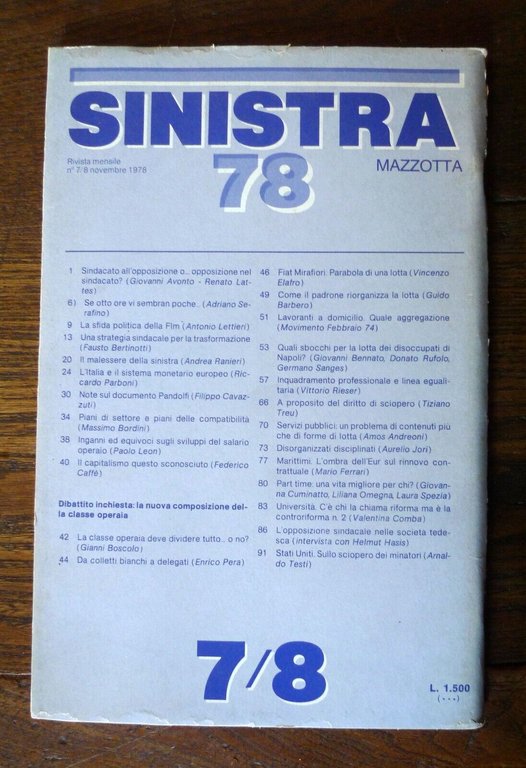 SINISTRA
Rivista mensile
n° 7/8 novembre 1978
78
MAZZOTTA
1 Sindacato all'opposizione o... opposizione nel
sindacato? (Giovanni Avonto - Renato Lat-
tes)
6) Se otto ore vi sembran poche... (Adriano Se-
rafino)
9 La sfida politica della Flm (Antonio Lettieri)
13 Una strategia sindacale per la trasformazione
(Fausto Bertinotti)
20 Il malessere della sinistra (Andrea Ranieri)
24 L'Italia e il sistema monetario europeo (Ric-
cardo Parboni)
30 Note sul documento Pandolfi (Filippo Cavaz-
zuti)
34 Piani di settore e piani delle compatibilità
(Massimo Bordini)
38 Inganni ed equivoci sugli sviluppi del salario
operaio (Paolo Leon)
40 Il capitalismo questo sconosciuto (Federico
Caffè)
Dibattito inchiesta: la nuova composizione del-
la classe operaia
42 La classe operaia deve dividere tutto... o no?
(Gianni Boscolo)
44 Da colletti bianchi a delegati (Enrico Pera)
46 Fiat Mirafiori. Parabola di una lotta (Vincenzo
Elafro)
49 Come il padrone riorganizza la lotta (Guido
Barbero)
51 Lavoranti a domicilio. Quale aggregazione
(Movimento Febbraio 74)
53 Quali sbocchi per la lotta dei disoccupati di
Napoli? (Giovanni Bennato, Donato Rufolo,
Germano Sanges)
57 Inquadramento professionale e linea eguali-
taria (Vittorio Rieser)
66 A proposito del diritto di sciopero (Tiziano
Treu)
70 Servizi pubblici: un problema di contenuti più
che di forme di lotta (Amos Andreoni)
73 Disorganizzati disciplinati (Aurelio Jori)
77 Marittimi. L'ombra dell'Eur sul rinnovo con-
trattuale (Mario Ferrari)
80 Part time: una vita migliore per chi? (Giovan-
na Cuminatto, Liliana Omegna, Laura Spezia)
83 Università. C'è chi la chiama riforma ma è la
controriforma n. 2 (Valentina Comba)
86 L'opposizione sindacale nelle società tede-
sca (intervista con Helmut Hasis)
91 Stati Uniti. Sullo sciopero dei minatori (Arnal-
do Testi)
7/8
L. 1.500
(...)